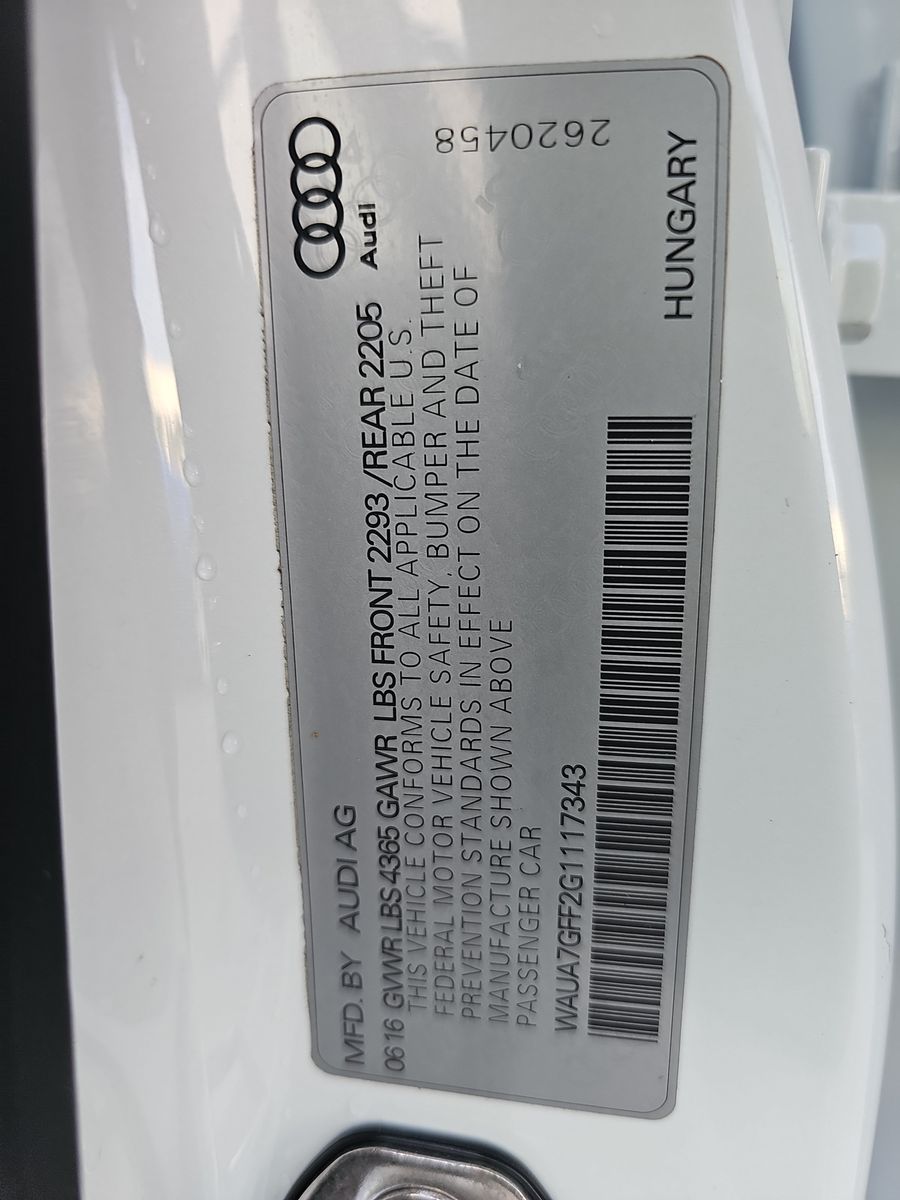 MFD. BY AUDI AG
Audi
06 16 GVWR LBS 4365 GAWR LBS FRONT 2293 / REAR 2205
THIS VEHICLE CONFORMS TO ALL APPLICABLE U.S.
FEDERAL MOTOR VEHICLE SAFETY, BUMPER AND THEFT
PREVENTION STANDARDS IN EFFECT ON THE DATE OF
MANUFACTURE SHOWN ABOVE
PASSENGER CAR
2620458
WAUA7GFF2G1117343
HUNGARY